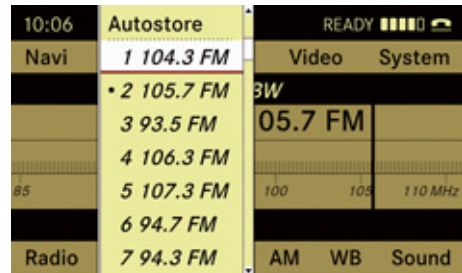 10:06 Autostore READY
Navi 1 104.3 FM Video System
• 2 105.7 FM BW
3 93.5 FM 05.7 FM
4 106.3 FM
85 5 107.3 FM 100 105 110 MHz
6 94.7 FM
Radio 7 94.3 FM AM WB Sound